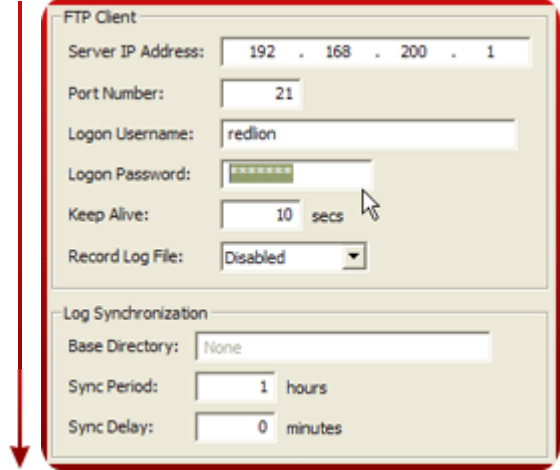 FTP Client
Server IP Address: 192 . 168 . 200 . 1
Port Number: 21
Logon Username: redlion
Logon Password: *******
Keep Alive: 10 secs
Record Log File: Disabled
Log Synchronization
Base Directory: None
Sync Period: 1 hours
Sync Delay: 0 minutes